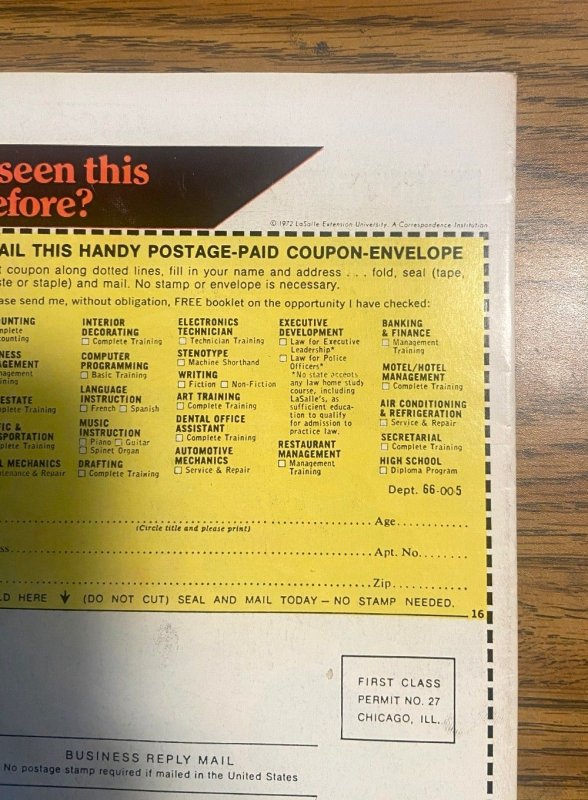 seen this
efore?
© 1972 LaSalle Extension University, A Correspondence Institution
AIL THIS HANDY POSTAGE-PAID COUPON-ENVELOPE
t coupon along dotted lines, fill in your name and address . . . fold, seal (tape,
te or staple) and mail. No stamp or envelope is necessary.
ase send me, without obligation, FREE booklet on the opportunity I have checked:
UNTING
mplete
counting
NESS
GEMENT
nagement
ining
ESTATE
mplete Training
FIC &
SPORTATION
plete Training
L MECHANICS
ntenance & Repair
INTERIOR
DECORATING
Complete Training
COMPUTER
PROGRAMMING
Basic Training
LANGUAGE
INSTRUCTION
French Spanish
MUSIC
INSTRUCTION
Piano Guitar
Spinet Organ
DRAFTING
Complete Training
ELECTRONICS
TECHNICIAN
Technician Training
STENOTYPE
Machine Shorthand
WRITING
Fiction Non-Fiction
ART TRAINING
Complete Training
DENTAL OFFICE
ASSISTANT
Complete Training
AUTOMOTIVE
MECHANICS
Service & Repair
EXECUTIVE
DEVELOPMENT
Law for Executive
Leadership*
Law for Police
Officers*
*No state accepts
any law home study
course, including
LaSalle's, as
sufficient educa-
tion to qualify
for admission to
practice law.
RESTAURANT
MANAGEMENT
Management
Training
BANKING
& FINANCE
Management
Training
MOTEL/HOTEL
MANAGEMENT
Complete Training
AIR CONDITIONING
& REFRIGERATION
Service & Repair
SECRETARIAL
Complete Training
HIGH SCHOOL
Diploma Program
Dept. 66-005
Age
(Circle title and please print)
ss Apt. No.
Zip
LD HERE (DO NOT CUT) SEAL AND MAIL TODAY – NO STAMP NEEDED.
16
FIRST CLASS
PERMIT NO. 27
CHICAGO, ILL.
BUSINESS REPLY MAIL
No postage stamp required if mailed in the United States